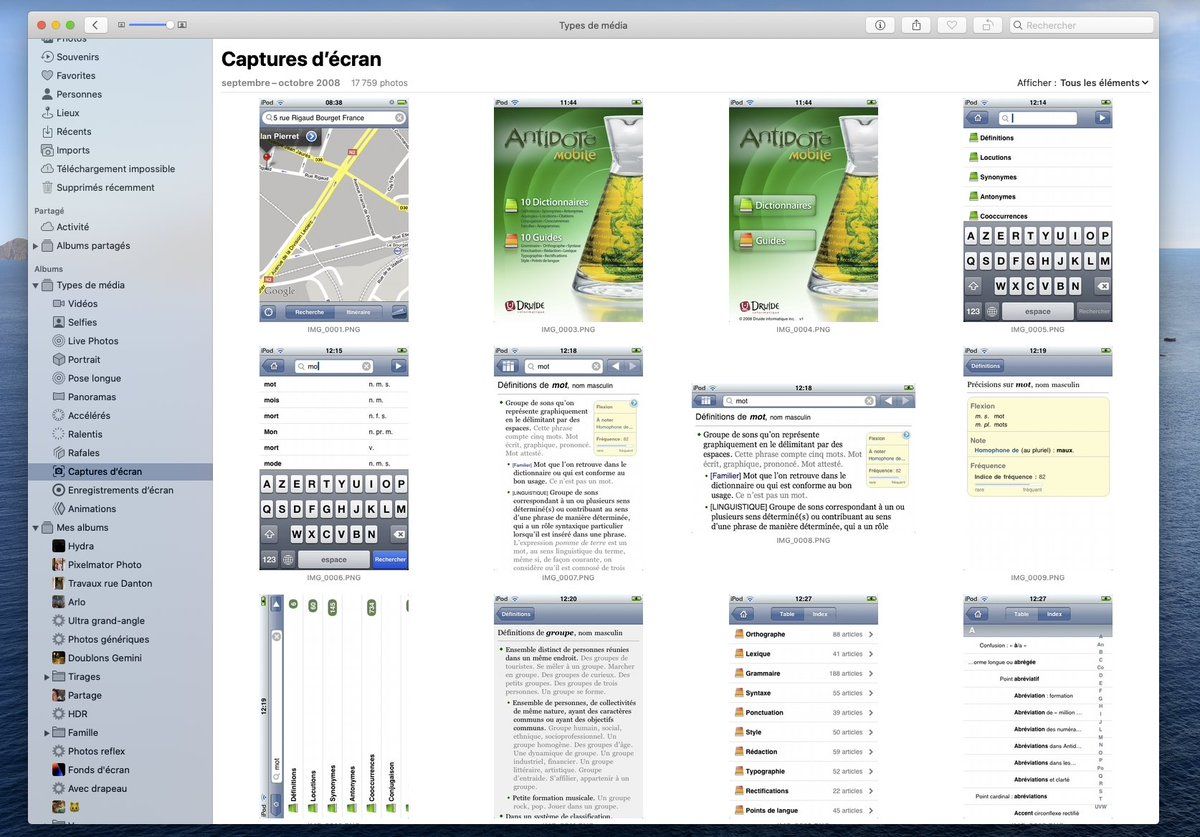 Types de média
Rechercher
Photos
Souvenirs
Favorites
Personnes
Lieux
Récents
Imports
Téléchargement impossible
Supprimés récemment
Partagé
Activité
Albums partagés
Albums
Types de média
Vidéos
Selfies
Live Photos
Portrait
Pose longue
Panoramas
Accélérés
Ralentis
Rafales
Captures d'écran
Enregistrements d'écran
Animations
Mes albums
Hydra
Pixelmator Photo
Travaux rue Danton
Arlo
Ultra grand-angle
Photos génériques
Doublons Gemini
Tirages
Partage
HDR
Famille
Photos reflex
Fonds d'écran
Avec drapeau
Captures d'écran
septembre – octobre 2008 17 759 photos
Afficher : Tous les éléments
iPod 08:38
5 rue Rigaud Bourget France
lan Pierret
Google
Recherche Itinéraire
IMG_0001.PNG
iPod 11:44
ANTIDOTE
mobile
10 Dictionnaires
10 Guides
DRUIDE
IMG_0003.PNG
iPod 11:44
ANTIDOTE
mobile
Dictionnaires
Guides
DRUIDE
IMG_0004.PNG
iPod 12:14
Définitions
Locutions
Synonymes
Antonymes
Cooccurrences
A Z E R T Y U I O P
Q S D F G H J K L M
W X C V B N
123 espace Rechercher
IMG_0005.PNG
iPod 12:15
mot
mot n. m. s.
mois n. m.
mort n. f. s.
Mon n. pr. m.
mort v.
mode n. m. s.
A Z E R T Y U I O P
Q S D F G H J K L M
W X C V B N
123 espace Rechercher
IMG_0006.PNG
iPod 12:18
mot
Définitions de mot, nom masculin
Groupe de sons qu'on
représente graphiquement
en le délimitant par des
espaces. Cette phrase
compte cinq mots. Mot
écrit, graphique, prononcé.
Mot attesté.
Flexion
À noter
Homophone de...
Fréquence : 82
rare fréquent
[Familier] Mot que l'on retrouve dans le
dictionnaire ou qui est conforme au
bon usage. Ce n'est pas un mot.
[LINGUISTIQUE] Groupe de sons
correspondant à un ou plusieurs sens
déterminé(s) ou contribuant au sens
d'une phrase de manière déterminée,
qui a un rôle syntaxique particulier
lorsqu'il est inséré dans une phrase.
L'expression pomme de terre est un
mot, au sens linguistique du terme,
même si, de façon courante, on
considère qu'il est composé de trois
IMG_0007.PNG
iPod 12:18
mot
Définitions de mot, nom masculin
Groupe de sons qu'on représente
graphiquement en le délimitant par des
espaces. Cette phrase compte cinq mots. Mot
écrit, graphique, prononcé. Mot attesté.
Flexion
À noter
Homophone de...
Fréquence : 82
rare fréquent
[Familier] Mot que l'on retrouve dans le
dictionnaire ou qui est conforme au bon
usage. Ce n'est pas un mot.
[LINGUISTIQUE] Groupe de sons correspondant à un ou
plusieurs sens déterminé(s) ou contribuant au sens
d'une phrase de manière déterminée, qui a un rôle
IMG_0008.PNG
iPod 12:19
Définitions
Précisions sur mot, nom masculin
Flexion
m. s. mot
m. pl. mots
Note
Homophone de (au pluriel) : maux.
Fréquence
Indice de fréquence : 82
rare fréquent
IMG_0009.PNG
iPod 12:19
mot
Définitions 6
Locutions 60
Synonymes 145
Antonymes
Cooccurrences 734
Conjugaison
iPod 12:20
Définitions
Définitions de groupe, nom masculin
Ensemble distinct de personnes réunies
dans un même endroit. Des groupes de
touristes. Se mêler à un groupe. Marcher
en groupe. Des groupes de curieux. Des
petits groupes. Des groupes de trois
personnes. Un groupe se forme.
Ensemble de personnes, de collectivités
de même nature, ayant des caractères
communs ou ayant des objectifs
communs. Groupe humain, social,
ethnique, socioprofessionnel. Un
groupe homogène. Des groupes d'âge.
Une dynamique de groupe. Un groupe
industriel, financier. Un groupe
littéraire, artistique. Groupe
d'entraide. S'affilier, appartenir à un
groupe.
Petite formation musicale. Un groupe
rock, pop. Jouer dans un groupe.
Dans un système de classification,
iPod 12:27
Table Index
Orthographe 88 articles
Lexique 41 articles
Grammaire 188 articles
Syntaxe 55 articles
Ponctuation 39 articles
Style 50 articles
Rédaction 59 articles
Typographie 52 articles
Rectifications 22 articles
Points de langue 45 articles
iPod 12:27
Table Index
A
Confusion : « à/a »
...orme longue ou abrégée
Point abréviatif
Abréviation : formation
Abréviation de « million ...
Abréviation des numéra...
Abréviations dans Antid...
Abréviations dans les...
Abréviations et clarté
Point cardinal : abréviations
Accent circonflexe rectifié